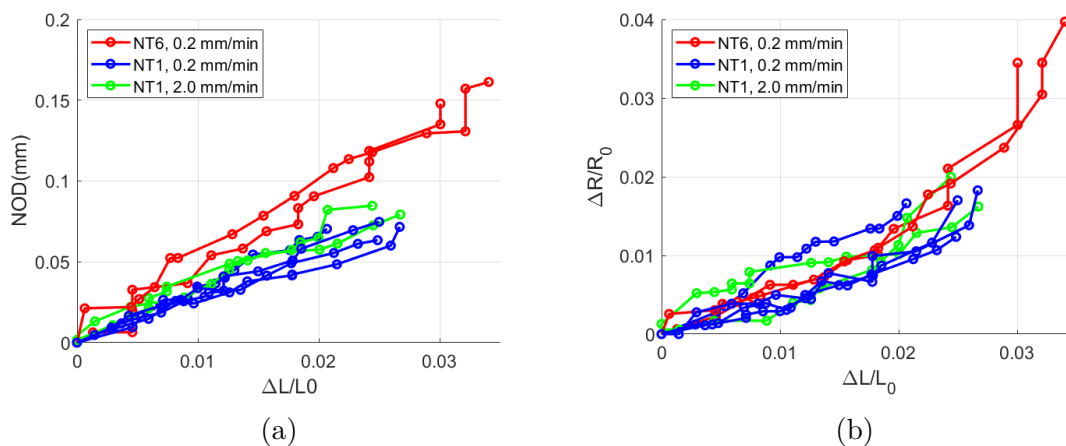 (a)
0.2
0.15
0.1
0.05
0
NOD(mm)
NT6, 0.2 mm/min
NT1, 0.2 mm/min
NT1, 2.0 mm/min
0 0.01 0.02 0.03
ΔL/L0
(a)
(b)
0.04
0.03
0.02
0.01
0
ΔR/R₀
NT6, 0.2 mm/min
NT1, 0.2 mm/min
NT1, 2.0 mm/min
0 0.01 0.02 0.03
ΔL/L₀
(b)